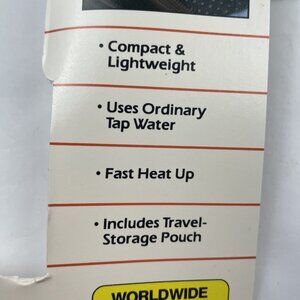 • Compact &
Lightweight
• Uses Ordinary
Tap Water
• Fast Heat Up
• Includes Travel-
Storage Pouch
WORLDWIDE